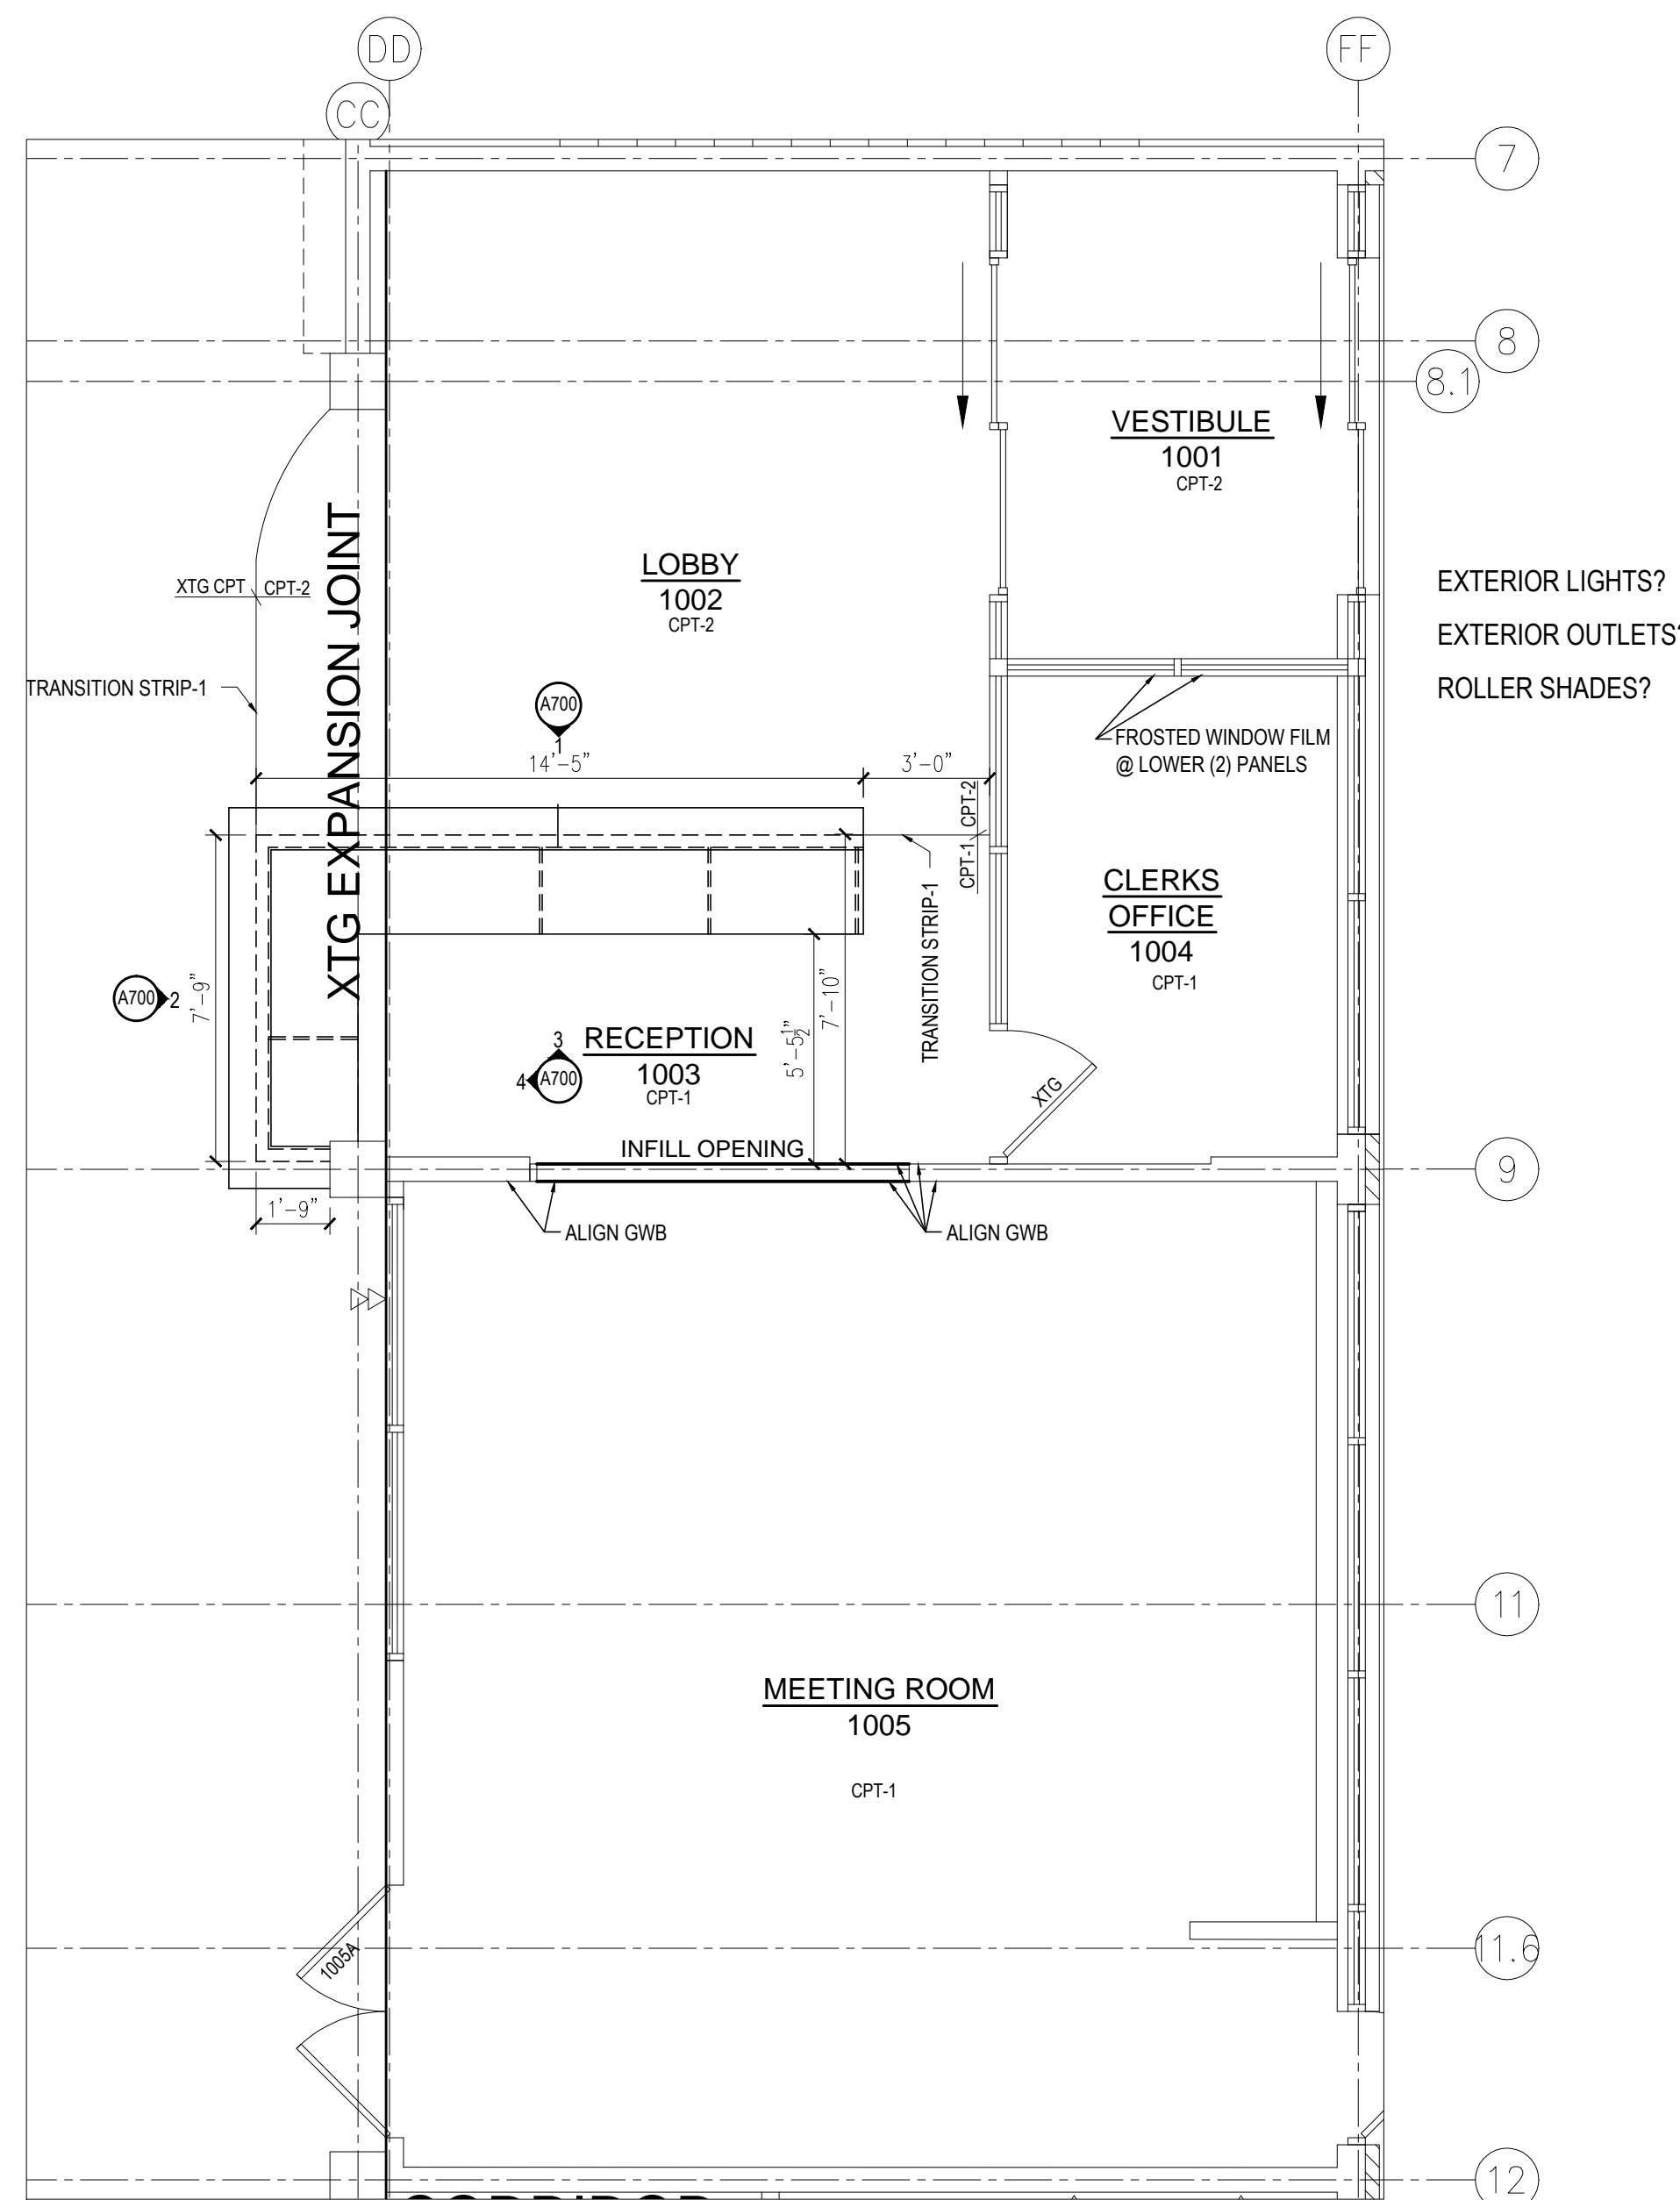 DD
FF
CC
7
8
8.1
VESTIBULE
1001
CPT-2
LOBBY
1002
CPT-2
EXTERIOR LIGHTS?
EXTERIOR OUTLETS?
ROLLER SHADES?
XTG CPT
CPT-2
XTG EXPANSION JOINT
TRANSITION STRIP-1
A700
1
14'-5"
3'-0"
FROSTED WINDOW FILM
@ LOWER (2) PANELS
CPT-1
CPT-2
TRANSITION STRIP-1
CLERKS
OFFICE
1004
CPT-1
A700
2
7'-9"
RECEPTION
1003
CPT-1
3
4
A700
5'-5½"
7'-10"
XTG
INFILL OPENING
9
1'-9"
ALIGN GWB
ALIGN GWB
11
MEETING ROOM
1005
CPT-1
1005A
11.6
12